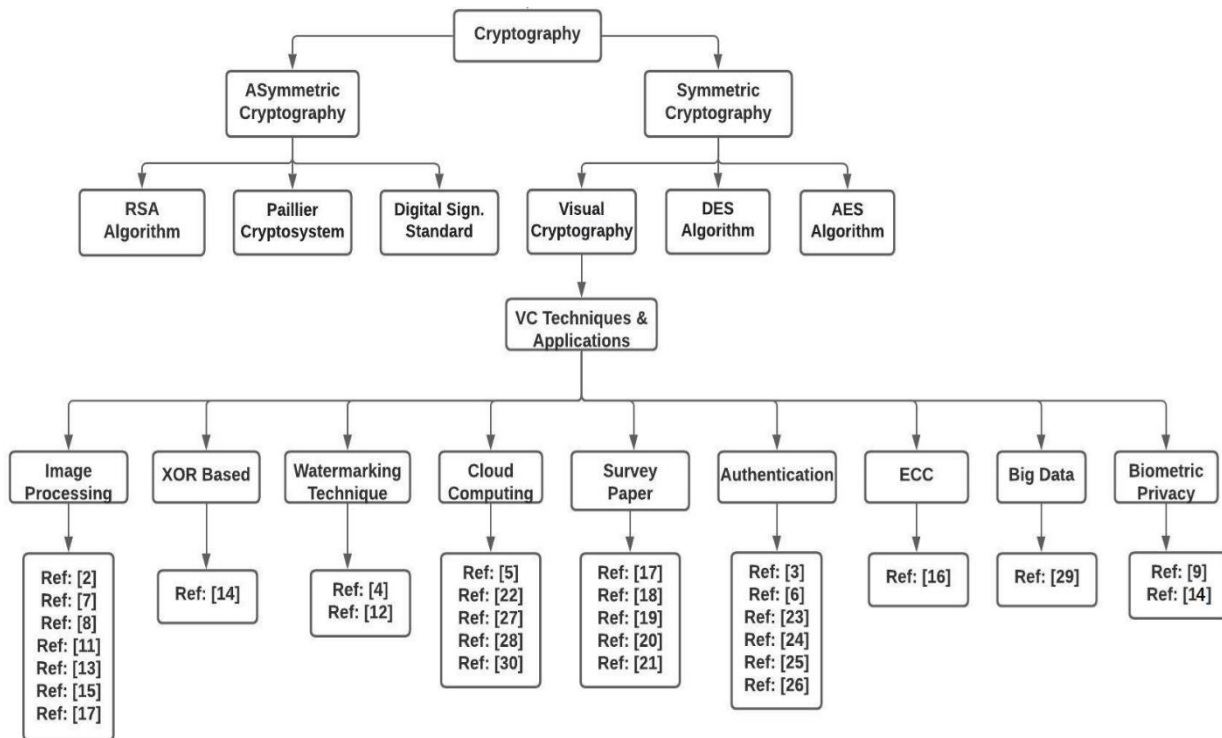 Cryptography
ASymmetric
Cryptography
Symmetric
Cryptography
RSA
Algorithm
Paillier
Cryptosystem
Digital Sign.
Standard
Visual
Cryptography
DES
Algorithm
AES
Algorithm
VC Techniques &
Applications
Image
Processing
XOR Based
Watermarking
Technique
Cloud
Computing
Survey
Paper
Authentication
ECC
Big Data
Biometric
Privacy
Ref: [2]
Ref: [7]
Ref: [8]
Ref: [11]
Ref: [13]
Ref: [15]
Ref: [17]
Ref: [14]
Ref: [4]
Ref: [12]
Ref: [5]
Ref: [22]
Ref: [27]
Ref: [28]
Ref: [30]
Ref: [17]
Ref: [18]
Ref: [19]
Ref: [20]
Ref: [21]
Ref: [3]
Ref: [6]
Ref: [23]
Ref: [24]
Ref: [25]
Ref: [26]
Ref: [16]
Ref: [29]
Ref: [9]
Ref: [14]